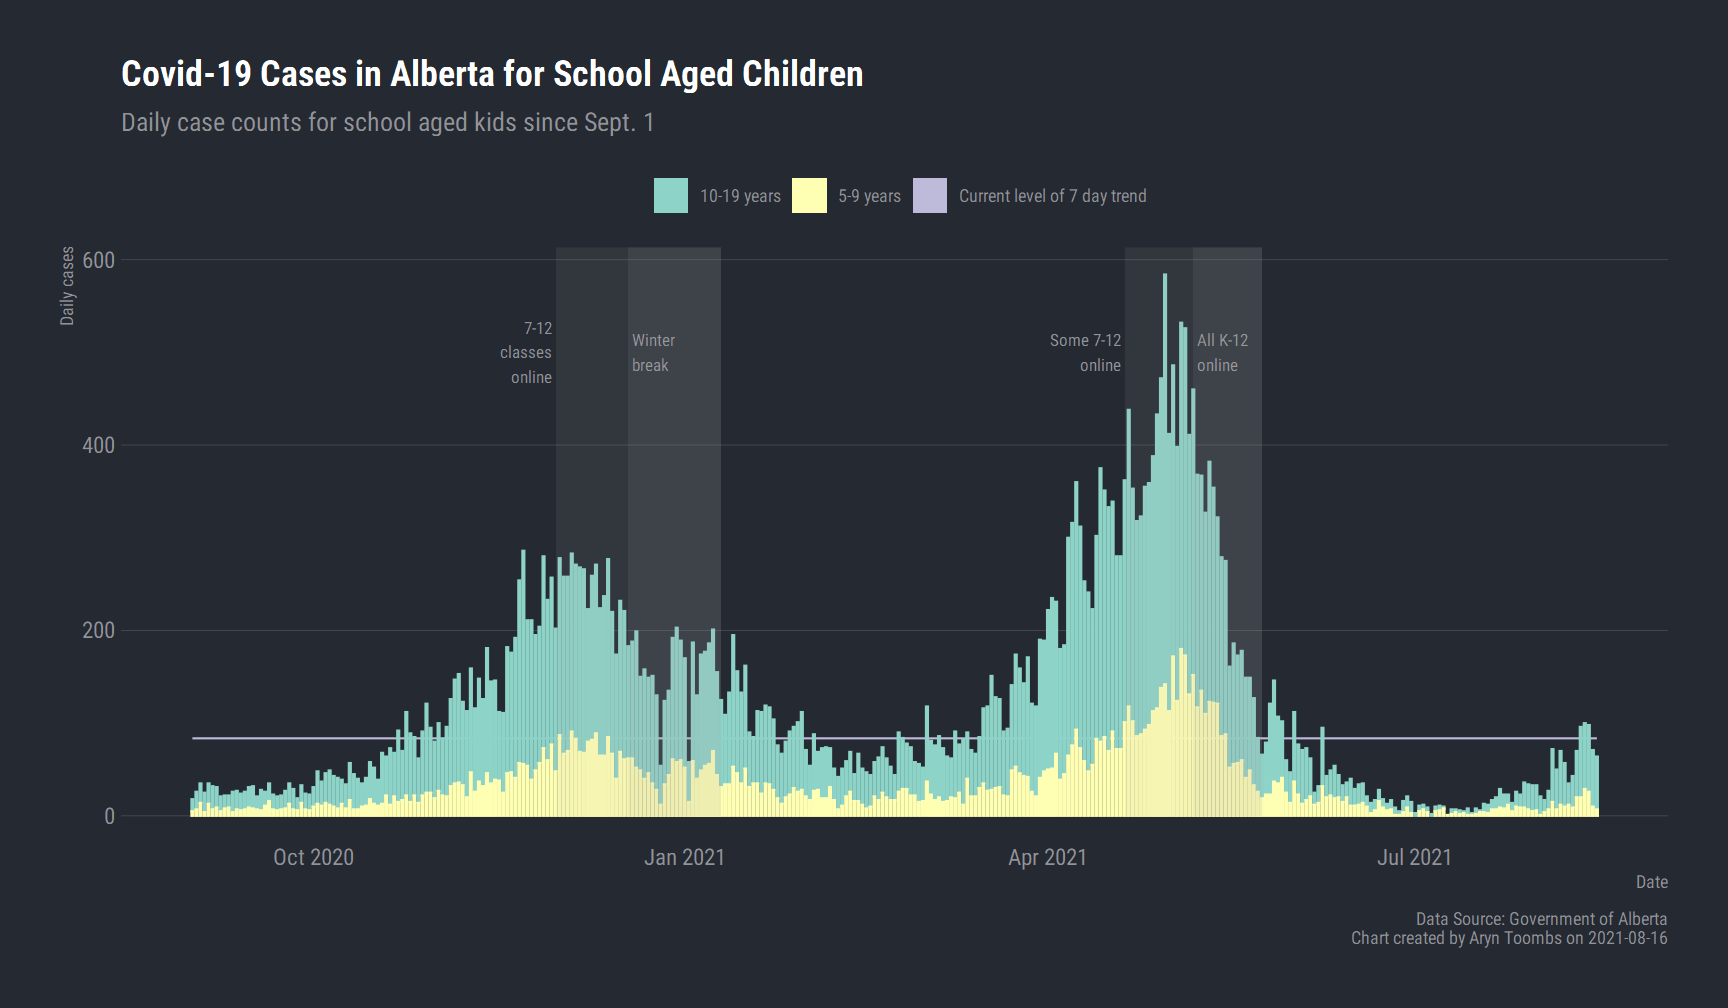 Covid-19 Cases in Alberta for School Aged Children
Daily case counts for school aged kids since Sept. 1
10-19 years
5-9 years
Current level of 7 day trend
Daily cases
600
400
200
0
7-12
classes
online
Winter
break
Some 7-12
online
All K-12
online
Oct 2020
Jan 2021
Apr 2021
Jul 2021
Date
Data Source: Government of Alberta
Chart created by Aryn Toombs on 2021-08-16